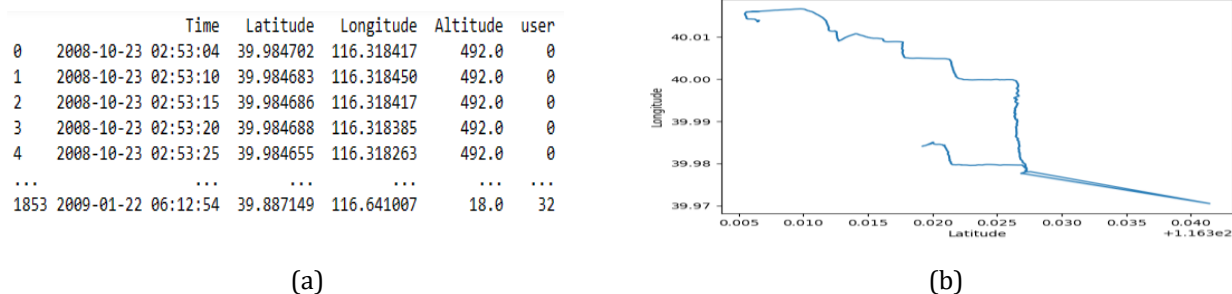 Time Latitude Longitude Altitude user
0 2008-10-23 02:53:04 39.984702 116.318417 492.0 0
1 2008-10-23 02:53:10 39.984683 116.318450 492.0 0
2 2008-10-23 02:53:15 39.984686 116.318417 492.0 0
3 2008-10-23 02:53:20 39.984688 116.318385 492.0 0
4 2008-10-23 02:53:25 39.984655 116.318263 492.0 0
... ... ... ... ... ...
1853 2009-01-22 06:12:54 39.887149 116.641007 18.0 32
(a)
40.01
40.00
39.99
39.98
39.97
Longitude
0.005 0.010 0.015 0.020 0.025 0.030 0.035 0.040
Latitude
+1.163e2
(b)